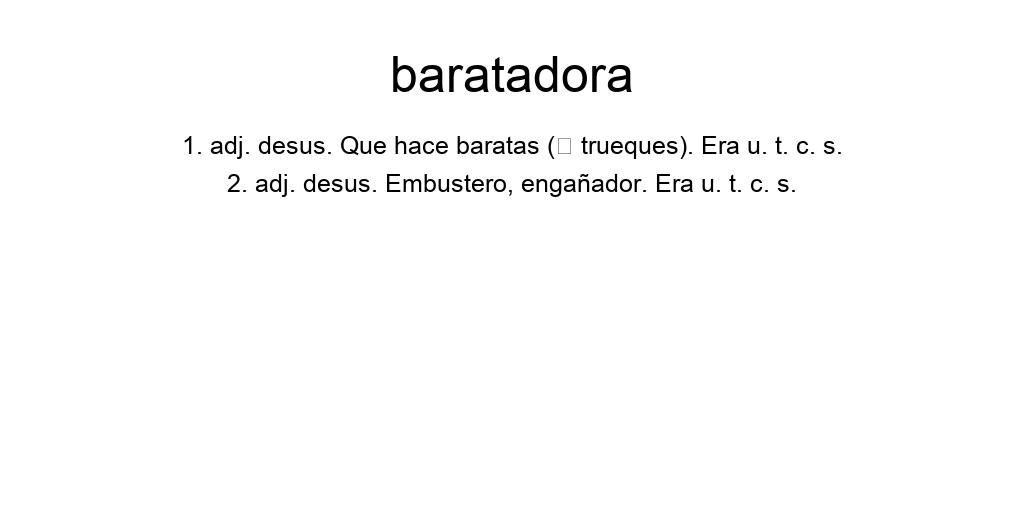 baratadora
1. adj. desus. Que hace baratas (□ trueques). Era u. t. c. s.
2. adj. desus. Embustero, engañador. Era u. t. c. s.